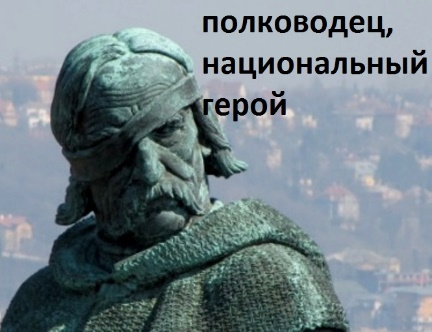 полководец,
национальный
герой